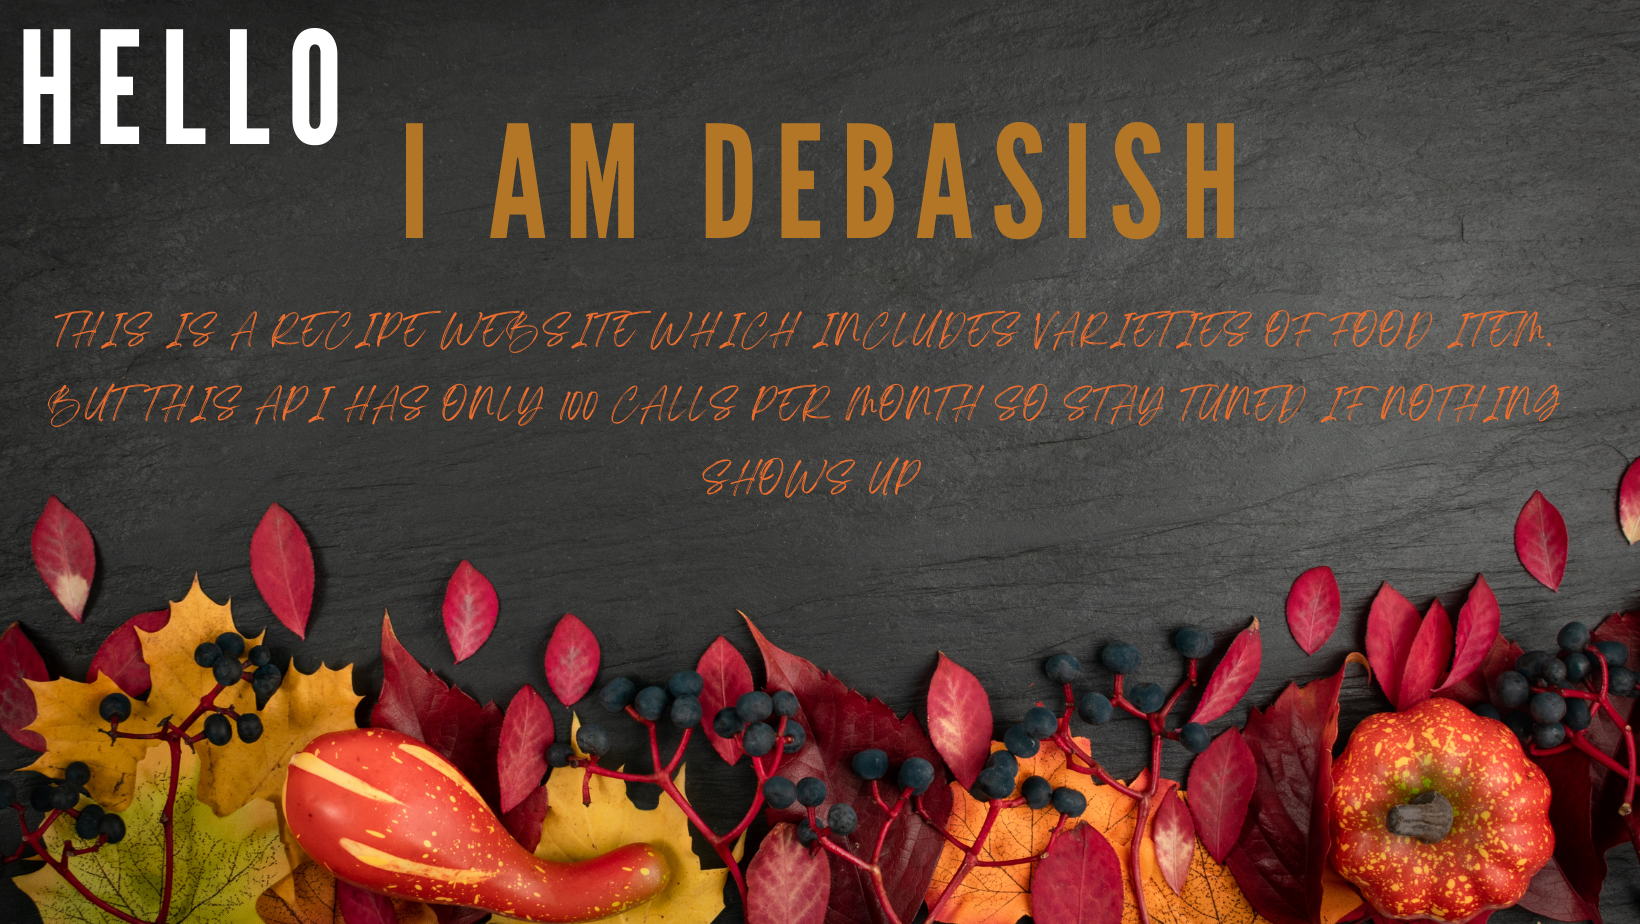 HELLO
I AM DEBASISH
THIS IS A RECIPE WEBSITE WHICH INCLUDES VARIETIES OF FOOD ITEM.
BUT THIS API HAS ONLY 100 CALLS PER MONTH SO STAY TUNED IF NOTHING
SHOWS UP